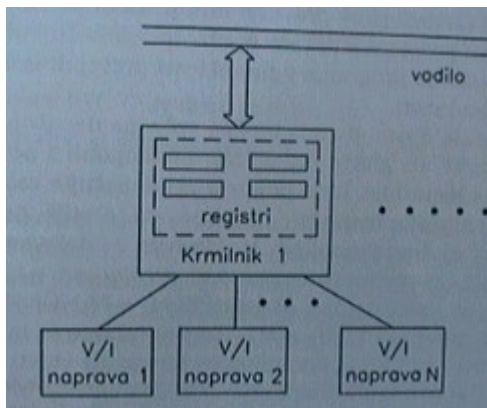 vodilo
registri
Krmilnik 1
V/I
naprava 1
V/I
naprava 2
V/I
naprava N